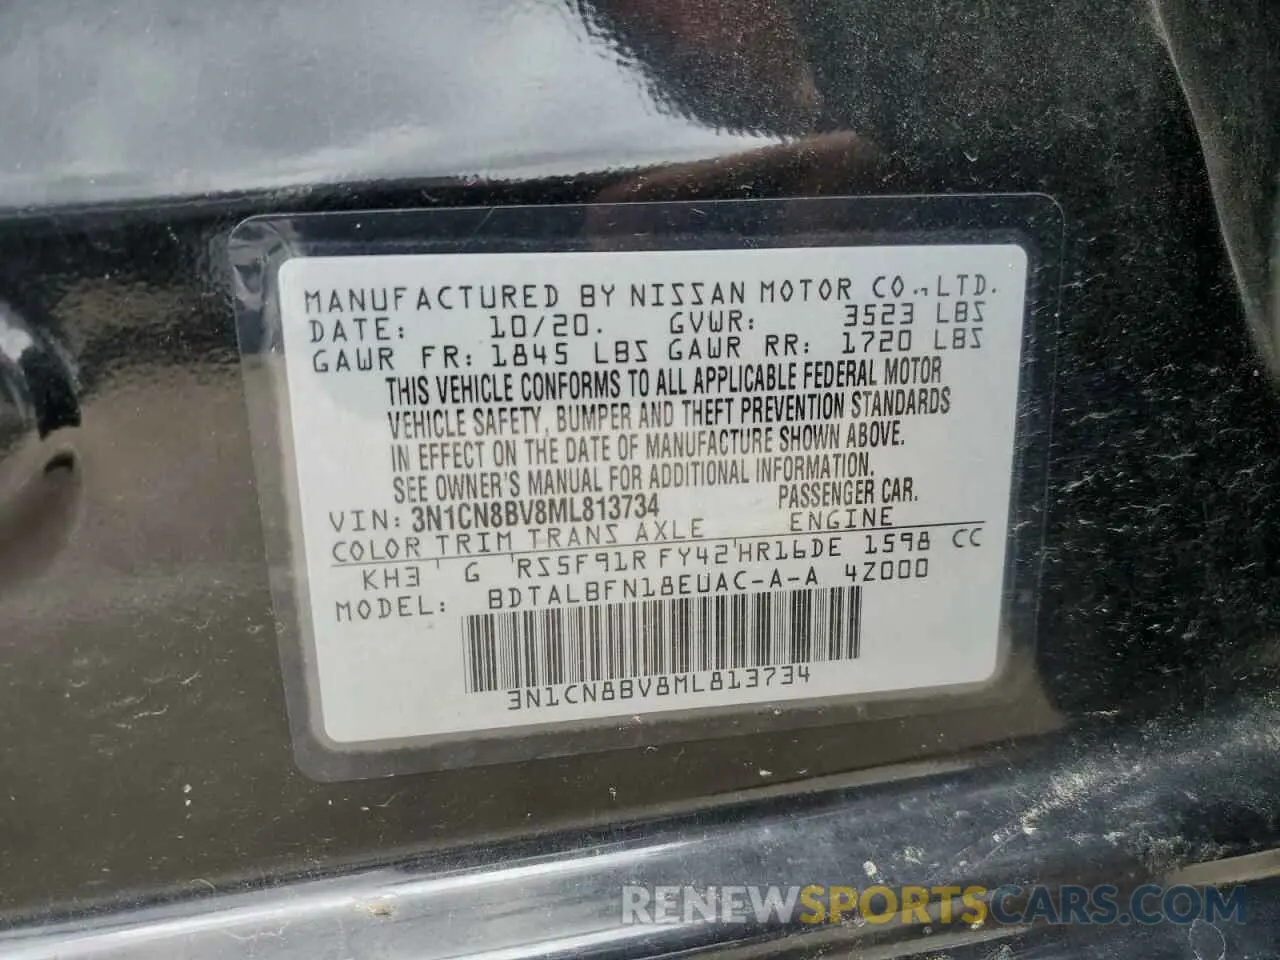 MANUFACTURED BY NISSAN MOTOR CO., LTD.
DATE: 10/20. GVWR: 3523 LBS
GAWR FR: 1845 LBS GAWR RR: 1720 LBS
THIS VEHICLE CONFORMS TO ALL APPLICABLE FEDERAL MOTOR
VEHICLE SAFETY, BUMPER AND THEFT PREVENTION STANDARDS
IN EFFECT ON THE DATE OF MANUFACTURE SHOWN ABOVE.
SEE OWNER'S MANUAL FOR ADDITIONAL INFORMATION.
VIN: 3N1CN8BV8ML813734 PASSENGER CAR.
COLOR TRIM TRANS AXLE ENGINE
KH3 ' G 'RS5F91R FY42'HR16DE 1598 CC
MODEL: BDTALBFN18EUAC-A-A 4Z000
3N1CN8BV8ML813734
RENEWSPORTSCARS.COM